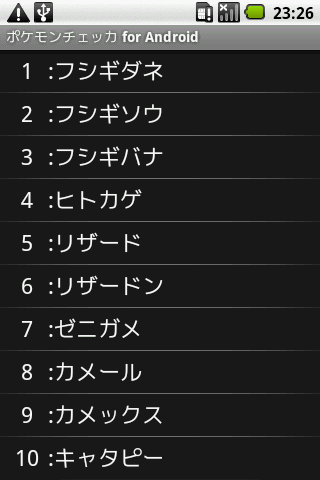 23:26
ポケモンチェッカ for Android
1 :フシギダネ
2 :フシギソウ
3 :フシギバナ
4 :ヒトカゲ
5 :リザード
6 :リザードン
7 :ゼニガメ
8 :カメール
9 :カメックス
10 :キャタピー